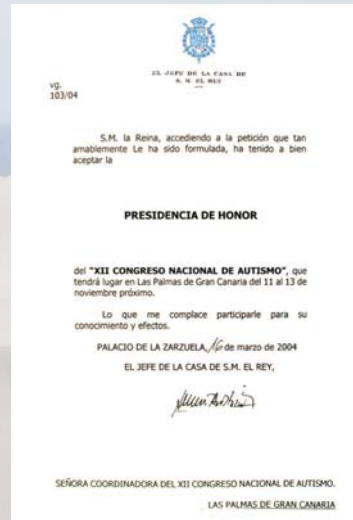 EL JEFE DE LA CASA DE
S. M. EL REY
vg.
103/04
S.M. la Reina, accediendo a la petición que tan
amablemente Le ha sido formulada, ha tenido a bien
aceptar la
PRESIDENCIA DE HONOR
del "XII CONGRESO NACIONAL DE AUTISMO", que
tendrá lugar en Las Palmas de Gran Canaria del 11 al 13 de
noviembre próximo.
Lo que me complace participarle para su
conocimiento y efectos.
PALACIO DE LA ZARZUELA, 16 de marzo de 2004
EL JEFE DE LA CASA DE S.M. EL REY,
SEÑORA COORDINADORA DEL XII CONGRESO NACIONAL DE AUTISMO.
LAS PALMAS DE GRAN CANARIA